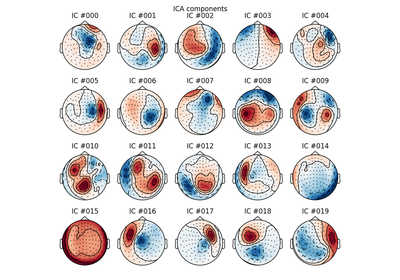 ICA components
IC #000 IC #001 IC #002 IC #003 IC #004
IC #005 IC #006 IC #007 IC #008 IC #009
IC #010 IC #011 IC #012 IC #013 IC #014
IC #015 IC #016 IC #017 IC #018 IC #019